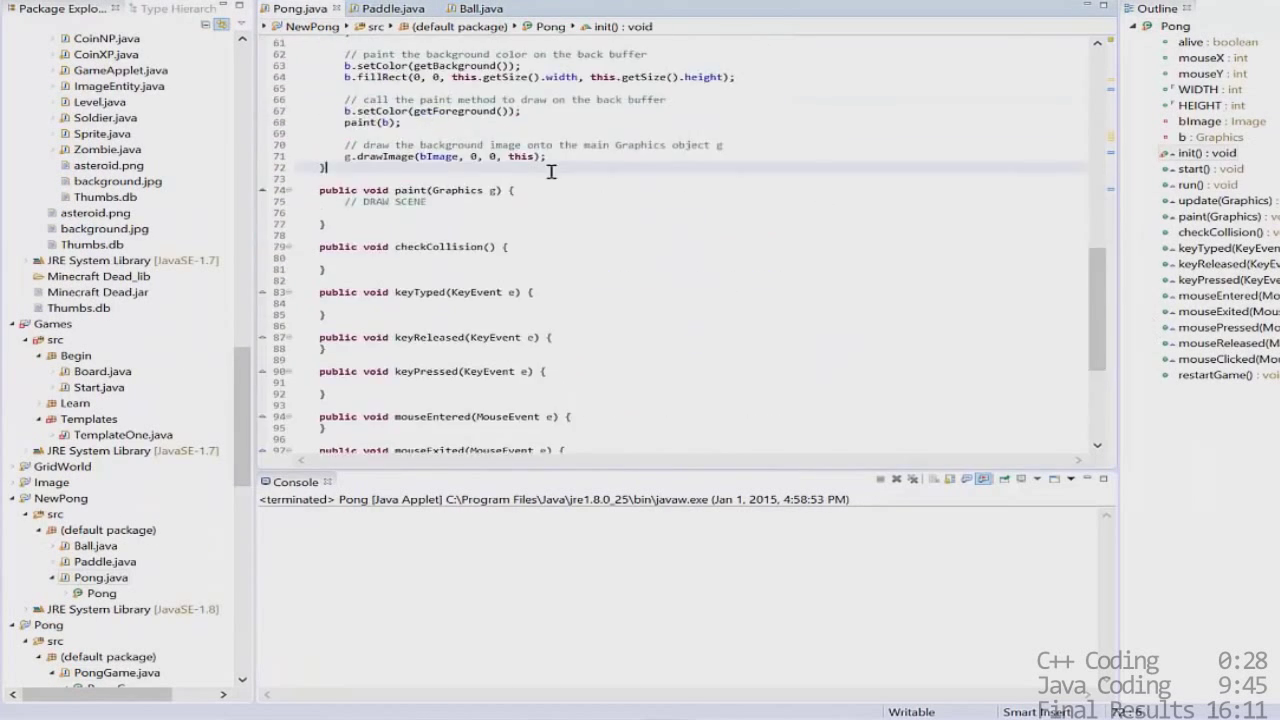 Package Explo...
Type Hierarch
CoinNP.java
CoinXP.java
GameApplet.java
ImageEntity.java
Level.java
Soldier.java
Sprite.java
Zombie.java
asteroid.png
background.jpg
Thumbs.db
asteroid.png
background.jpg
Thumbs.db
JRE System Library [JavaSE-1.7]
Minecraft Dead_lib
Minecraft Dead.jar
Thumbs.db
Games
src
Begin
Board.java
Start.java
Learn
Templates
TemplateOne.java
JRE System Library [JavaSE-1.7]
GridWorld
Image
NewPong
src
(default package)
Ball.java
Paddle.java
Pong.java
Pong
JRE System Library [JavaSE-1.8]
Pong
src
(default package)
PongGame.java
Pong.java Paddle.java Ball.java
NewPong src (default package) Pong init() : void
61
62 // paint the background color on the back buffer
63 b.setColor(getBackground());
64 b.fillRect(0, 0, this.getSize().width, this.getSize().height);
65
66 // call the paint method to draw on the back buffer
67 b.setColor(getForeground());
68 paint(b);
69
70 // draw the background image onto the main Graphics object g
71 g.drawImage(bImage, 0, 0, this);
72 }
73
74 public void paint(Graphics g) {
75 // DRAW SCENE
76
77 }
78
79 public void checkCollision() {
80
81 }
82
83 public void keyTyped(KeyEvent e) {
84
85 }
86
87 public void keyReleased(KeyEvent e) {
88 }
89
90 public void keyPressed(KeyEvent e) {
91
92 }
93
94 public void mouseEntered(MouseEvent e) {
95 }
96
97 public void mouseExited(MouseEvent e) {
Console
<terminated> Pong [Java Applet] C:\Program Files\Java\jre1.8.0_25\bin\javaw.exe (Jan 1, 2015, 4:58:53 PM)
Outline
Pong
alive : boolean
mouseX : int
mouseY : int
WIDTH : int
HEIGHT : int
bImage : Image
b : Graphics
init() : void
start() : void
run() : void
update(Graphics)
paint(Graphics) :
checkCollision() :
keyTyped(KeyEven
keyReleased(KeyE
keyPressed(KeyEv
mouseEntered(Mo
mouseExited(Mou
mousePressed(Mo
mouseReleased(M
mouseClicked(Mo
restartGame() : voi
C++ Coding 0:28
Java Coding 9:45
Final Results 16:11
Writable Smart Insert